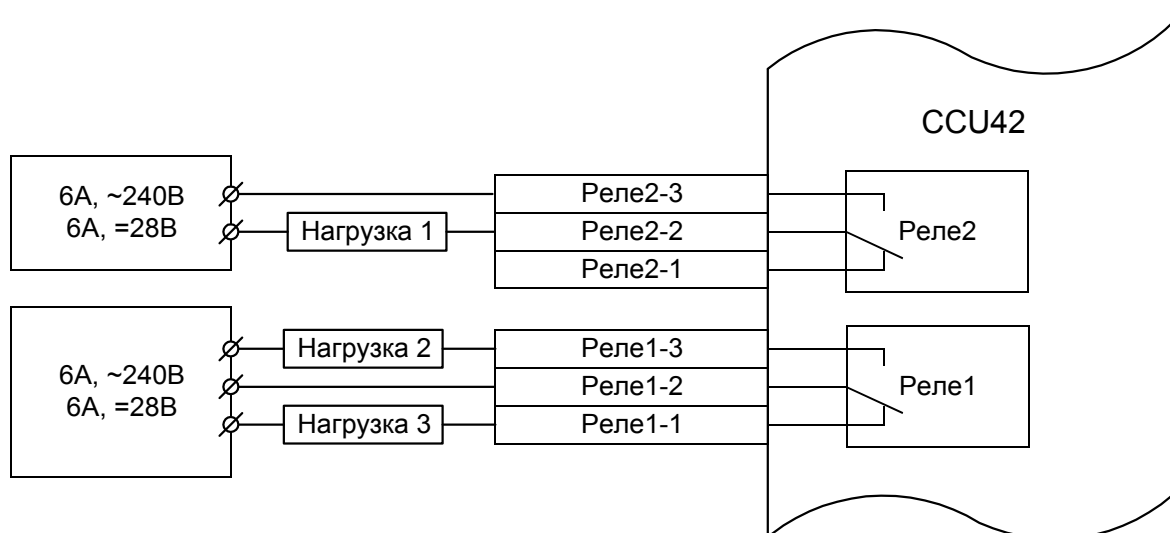 CCU42
6А, ~240В
6А, =28В
Нагрузка 1
Реле2-3
Реле2-2
Реле2-1
Реле2
6А, ~240В
6А, =28В
Нагрузка 2
Нагрузка 3
Реле1-3
Реле1-2
Реле1-1
Реле1